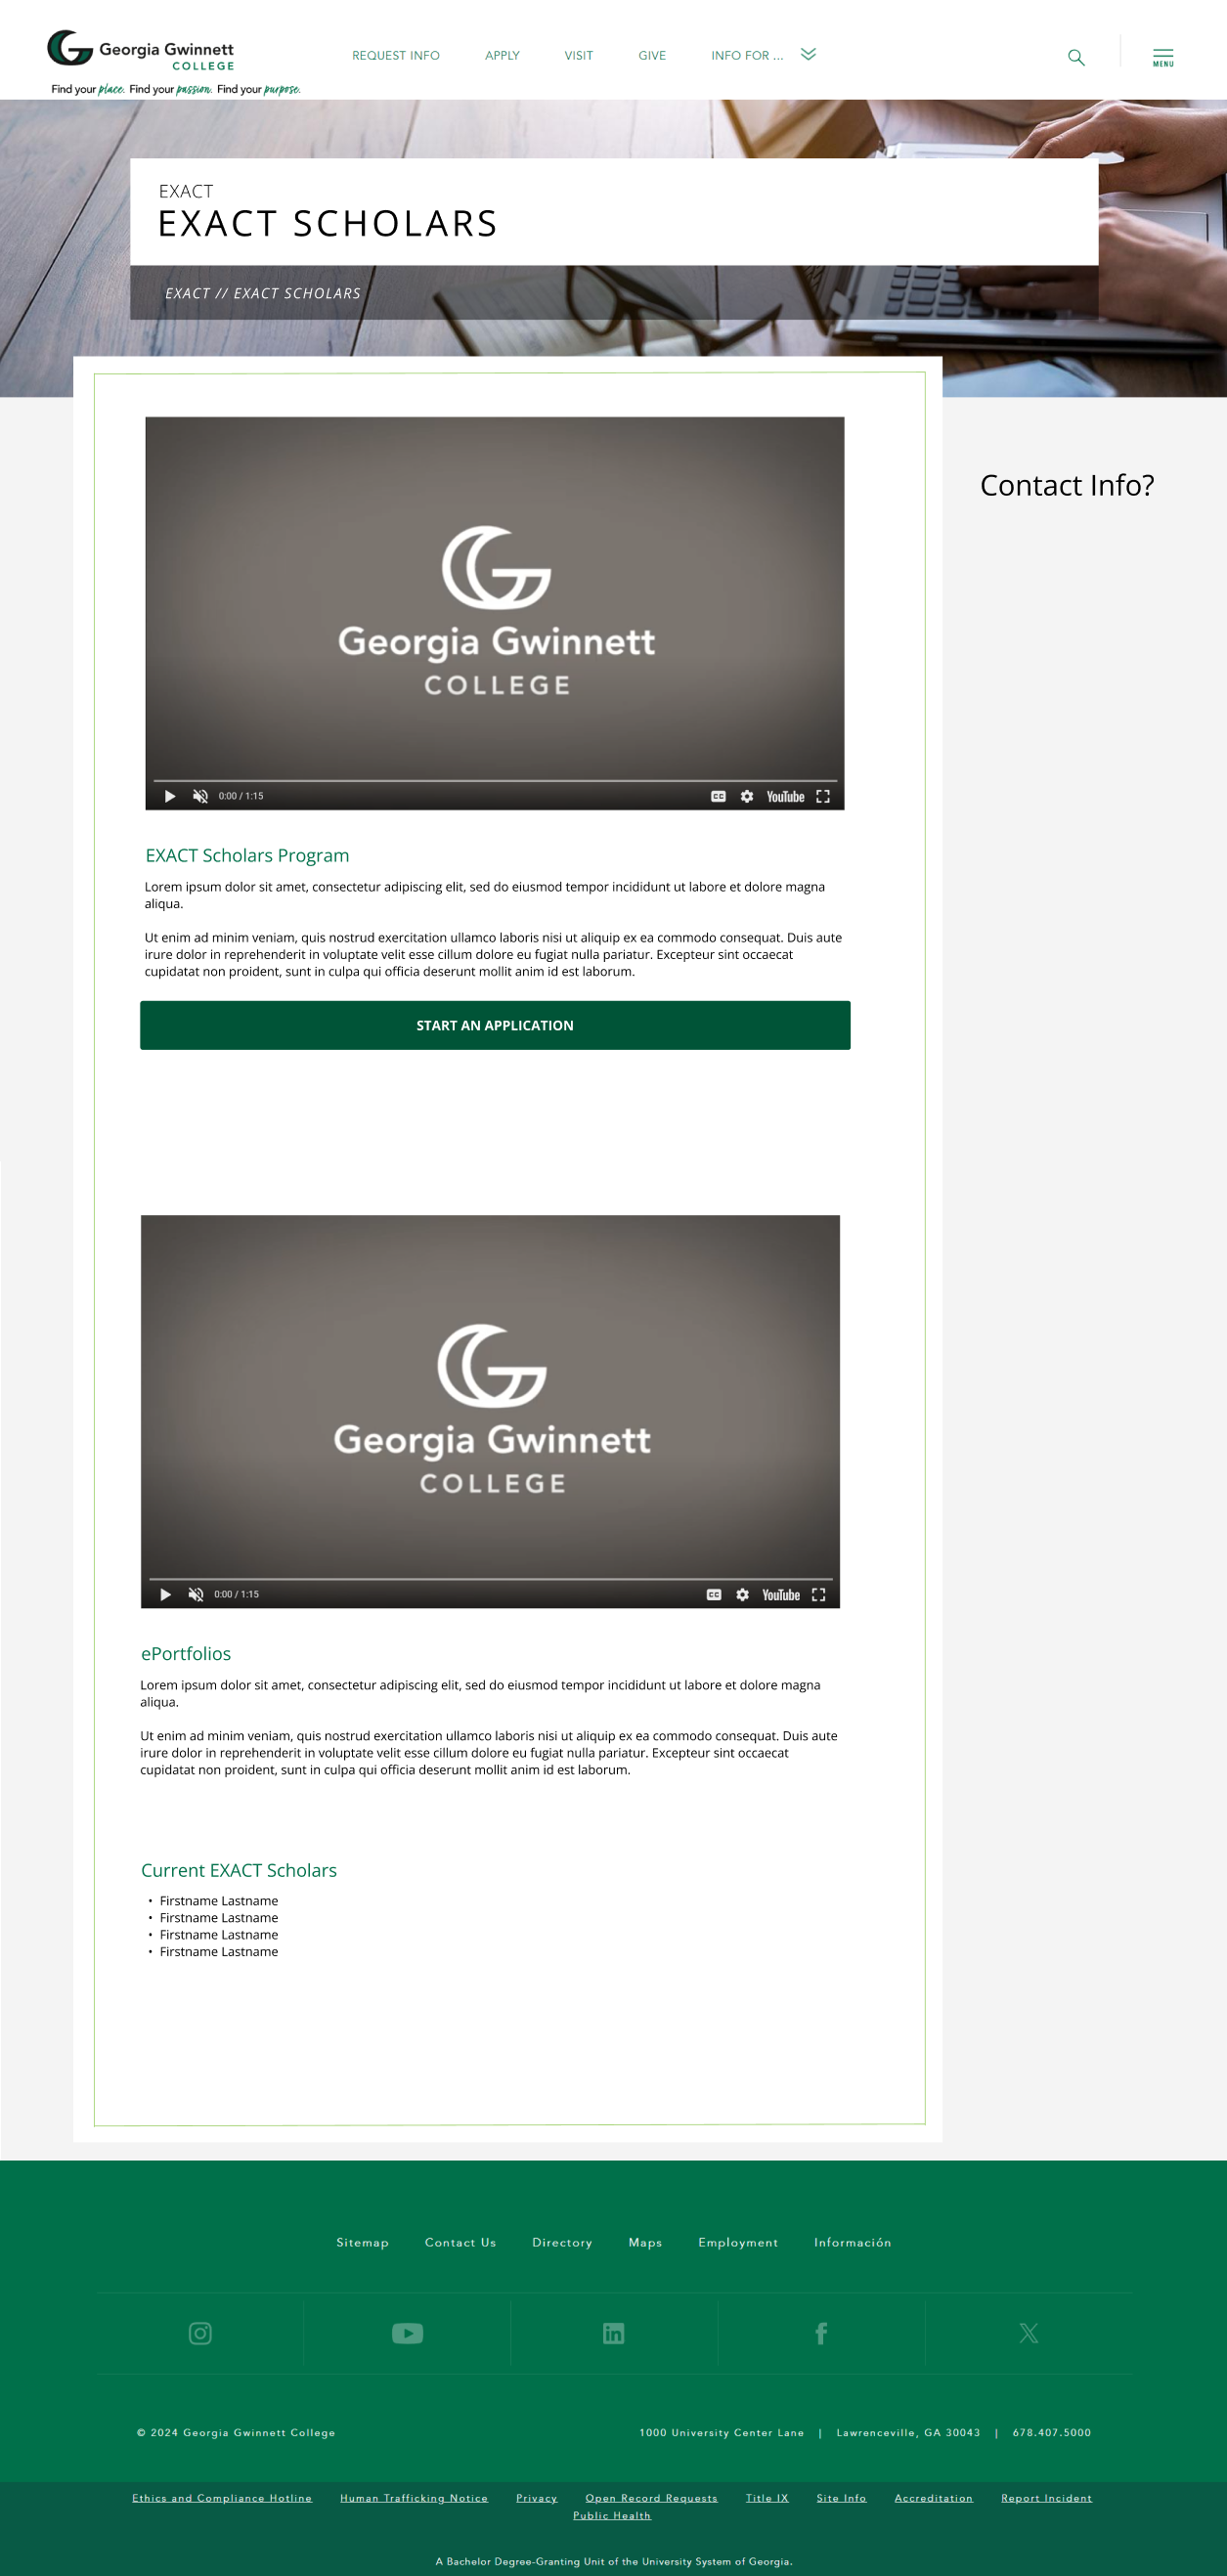 Georgia Gwinnett
COLLEGE
Find your place. Find your passion. Find your purpose.
REQUEST INFO APPLY VISIT GIVE INFO FOR ...
MENU
EXACT
EXACT SCHOLARS
EXACT // EXACT SCHOLARS
Contact Info?
Georgia Gwinnett
COLLEGE
0:00 / 1:15 CC YouTube
EXACT Scholars Program
Lorem ipsum dolor sit amet, consectetur adipiscing elit, sed do eiusmod tempor incididunt ut labore et dolore magna
aliqua.
Ut enim ad minim veniam, quis nostrud exercitation ullamco laboris nisi ut aliquip ex ea commodo consequat. Duis aute
irure dolor in reprehenderit in voluptate velit esse cillum dolore eu fugiat nulla pariatur. Excepteur sint occaecat
cupidatat non proident, sunt in culpa qui officia deserunt mollit anim id est laborum.
START AN APPLICATION
Georgia Gwinnett
COLLEGE
0:00 / 1:15 CC YouTube
ePortfolios
Lorem ipsum dolor sit amet, consectetur adipiscing elit, sed do eiusmod tempor incididunt ut labore et dolore magna
aliqua.
Ut enim ad minim veniam, quis nostrud exercitation ullamco laboris nisi ut aliquip ex ea commodo consequat. Duis aute
irure dolor in reprehenderit in voluptate velit esse cillum dolore eu fugiat nulla pariatur. Excepteur sint occaecat
cupidatat non proident, sunt in culpa qui officia deserunt mollit anim id est laborum.
Current EXACT Scholars
• Firstname Lastname
• Firstname Lastname
• Firstname Lastname
• Firstname Lastname
Sitemap Contact Us Directory Maps Employment Información
© 2024 Georgia Gwinnett College 1000 University Center Lane | Lawrenceville, GA 30043 | 678.407.5000
Ethics and Compliance Hotline Human Trafficking Notice Privacy Open Record Requests Title IX Site Info Accreditation Report Incident
Public Health
A Bachelor Degree-Granting Unit of the University System of Georgia.